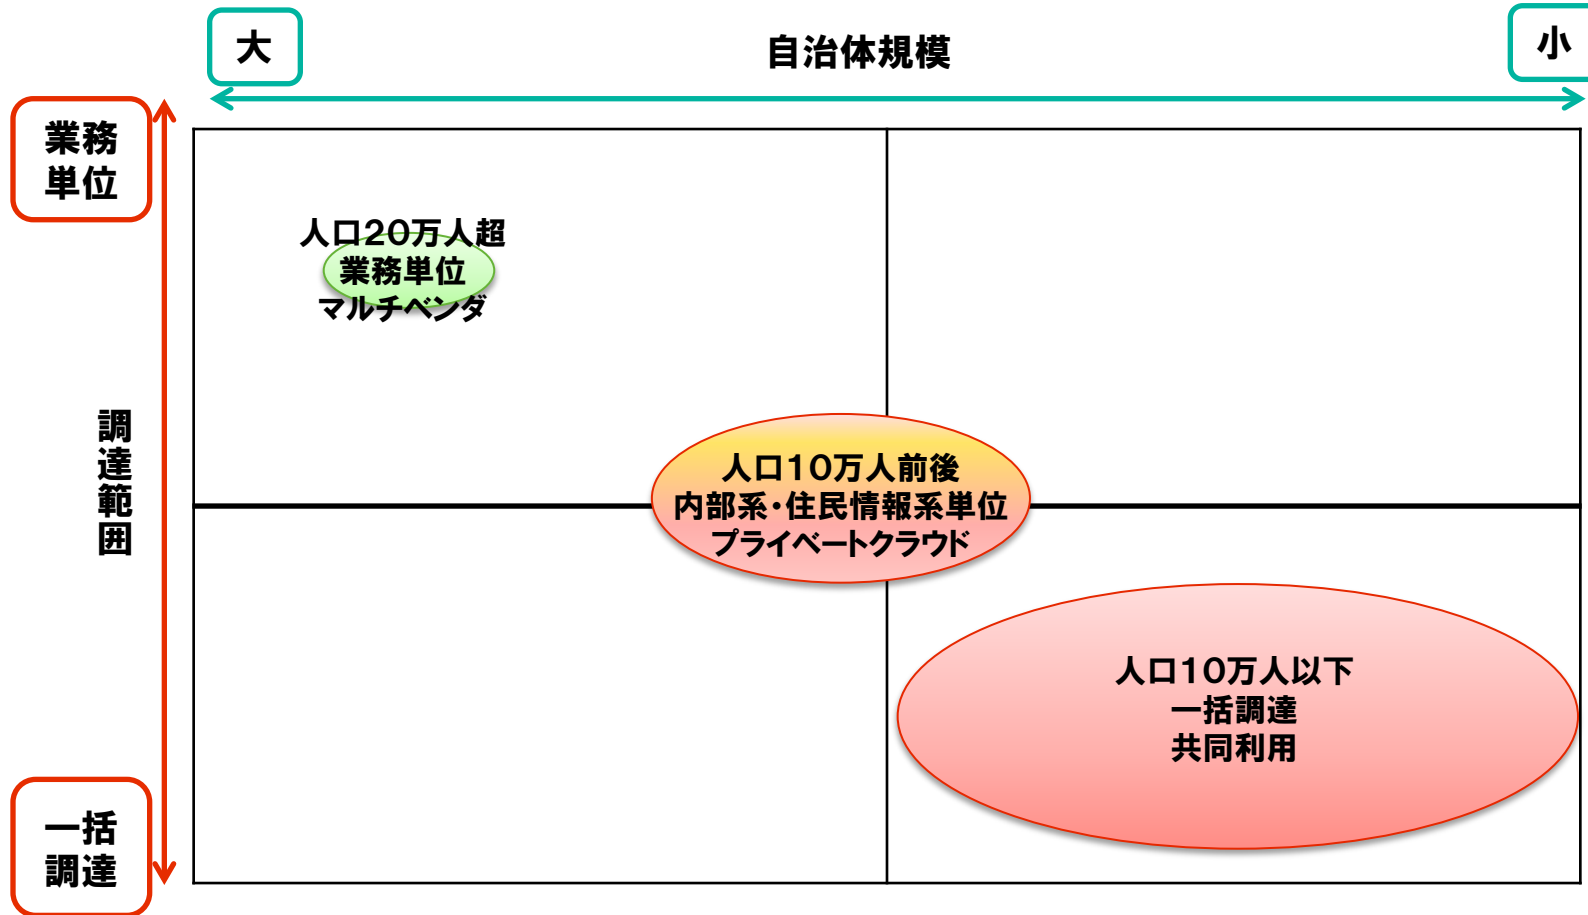 大
自治体規模
小
業務
単位
人口20万人超
業務単位
マルチベンダ
調達範囲
人口10万人前後
内部系・住民情報系単位
プライベートクラウド
人口10万人以下
一括調達
共同利用
一括
調達